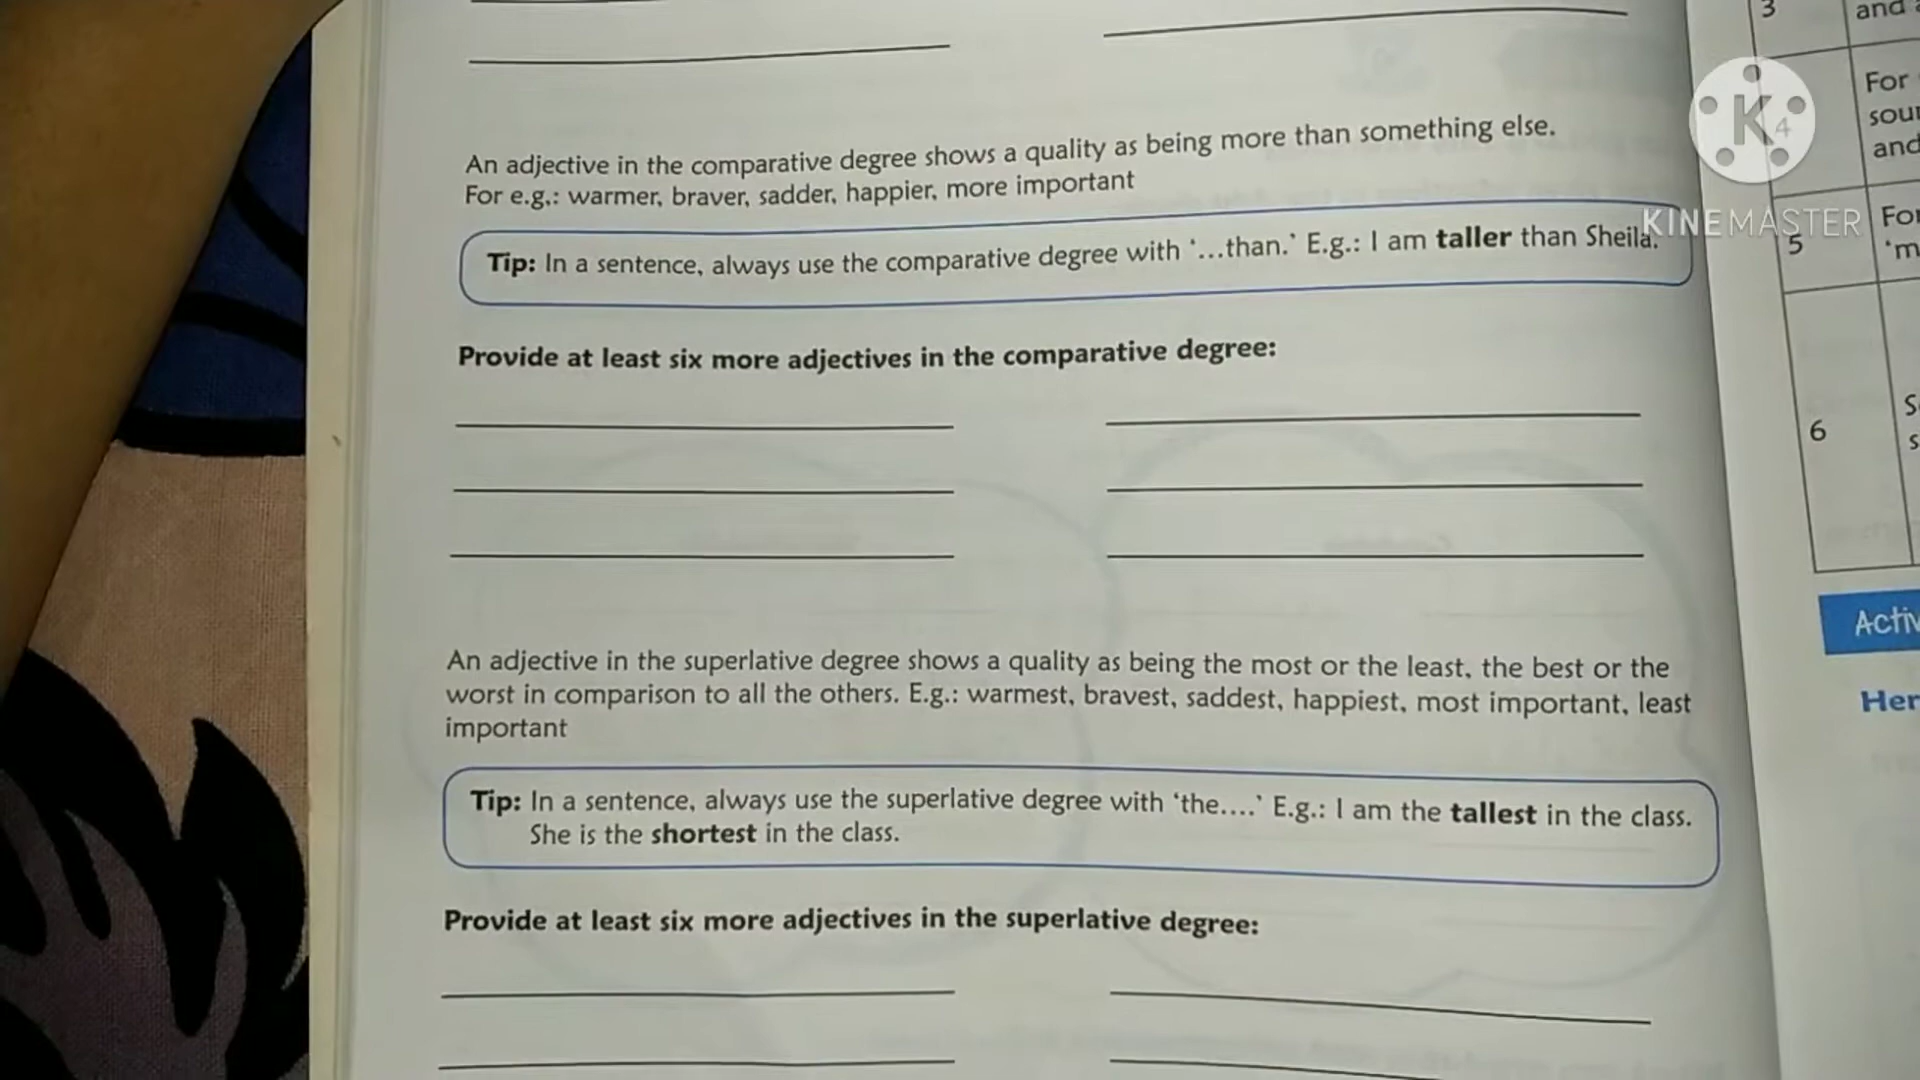 An adjective in the comparative degree shows a quality as being more than something else.
For e.g.: warmer, braver, sadder, happier, more important
Tip: In a sentence, always use the comparative degree with ‘...than.’ E.g.: I am taller than Sheila.
Provide at least six more adjectives in the comparative degree:
An adjective in the superlative degree shows a quality as being the most or the least, the best or the
worst in comparison to all the others. E.g.: warmest, bravest, saddest, happiest, most important, least
important
Tip: In a sentence, always use the superlative degree with ‘the....’ E.g.: I am the tallest in the class.
She is the shortest in the class.
Provide at least six more adjectives in the superlative degree:
3
and
For
and
5
‘m
6
Her
K
4
KINEMASTER